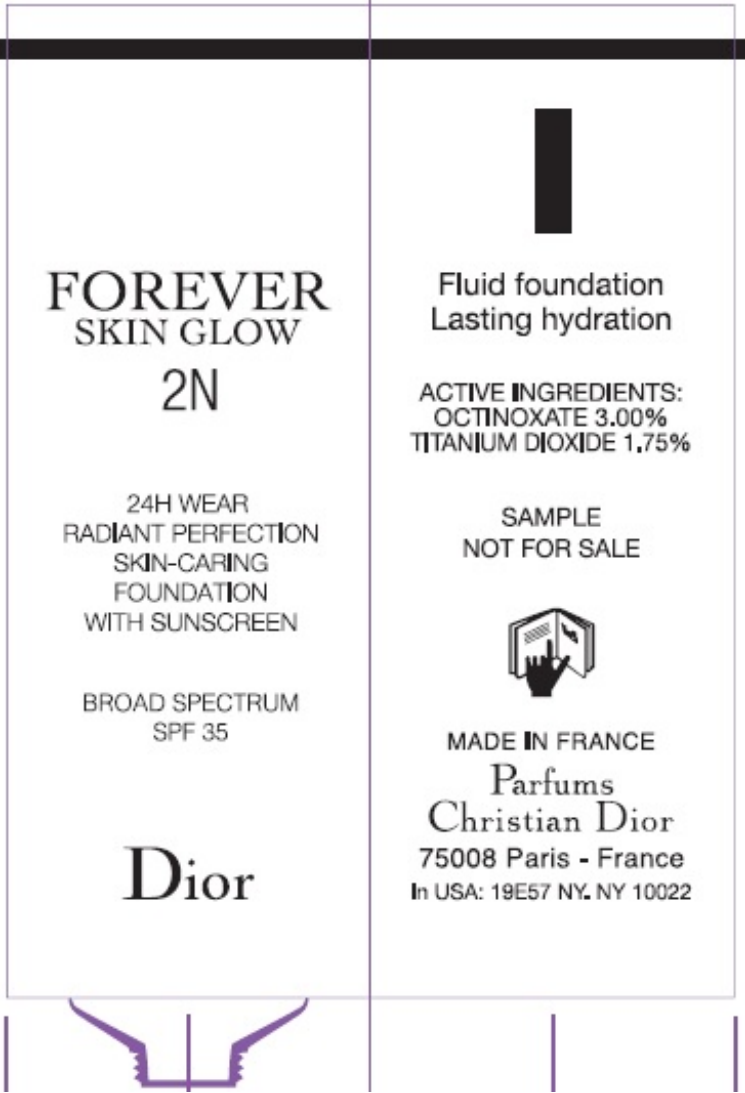 FOREVER
SKIN GLOW
2N
24H WEAR
RADIANT PERFECTION
SKIN-CARING
FOUNDATION
WITH SUNSCREEN
BROAD SPECTRUM
SPF 35
Dior
Fluid foundation
Lasting hydration
ACTIVE INGREDIENTS:
OCTINOXATE 3.00%
TITANIUM DIOXIDE 1.75%
SAMPLE
NOT FOR SALE
MADE IN FRANCE
Parfums
Christian Dior
75008 Paris - France
In USA: 19E57 NY. NY 10022